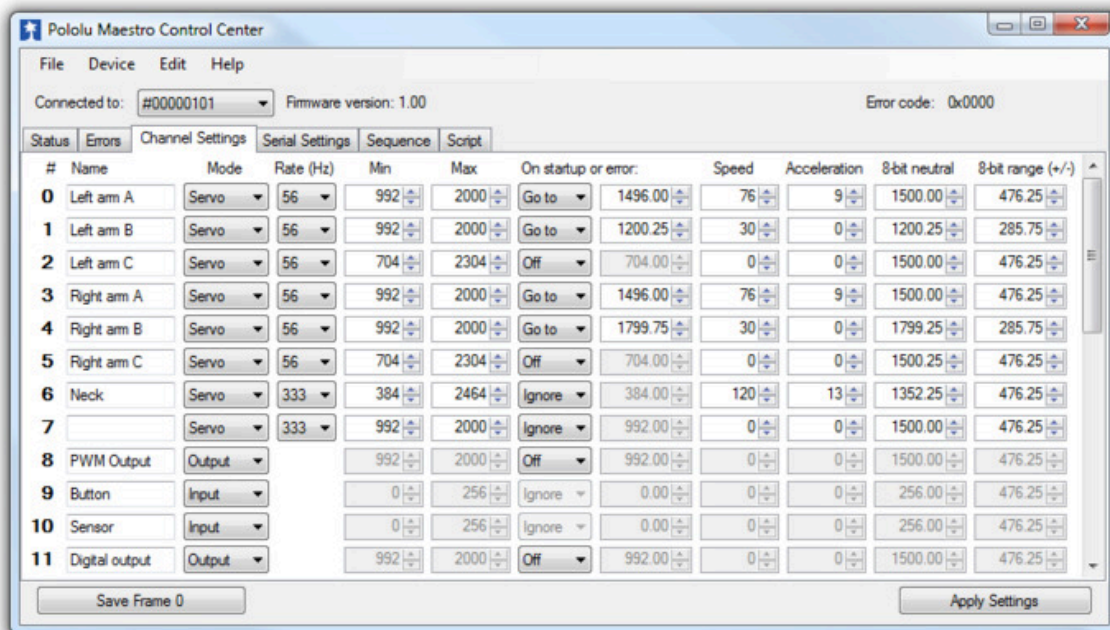 Pololu Maestro Control Center
File Device Edit Help
Connected to: #00000101 Firmware version: 1.00 Error code: 0x0000
Status Errors Channel Settings Serial Settings Sequence Script
# Name Mode Rate (Hz) Min Max On startup or error: Speed Acceleration 8-bit neutral 8-bit range (+/-)
0 Left arm A Servo 56 992 2000 Go to 1496.00 76 9 1500.00 476.25
1 Left arm B Servo 56 992 2000 Go to 1200.25 30 0 1200.25 285.75
2 Left arm C Servo 56 704 2304 Off 704.00 0 0 1500.00 476.25
3 Right arm A Servo 56 992 2000 Go to 1496.00 76 9 1500.00 476.25
4 Right arm B Servo 56 992 2000 Go to 1799.75 30 0 1799.25 285.75
5 Right arm C Servo 56 704 2304 Off 704.00 0 0 1500.25 476.25
6 Neck Servo 333 384 2464 Ignore 384.00 120 13 1352.25 476.25
7 Servo 333 992 2000 Ignore 992.00 0 0 1500.00 476.25
8 PWM Output Output 992 2000 Off 992.00 0 0 1500.00 476.25
9 Button Input 0 256 Ignore 0.00 0 0 256.00 476.25
10 Sensor Input 0 256 Ignore 0.00 0 0 256.00 476.25
11 Digital output Output 992 2000 Off 992.00 0 0 1500.00 476.25
Save Frame 0 Apply Settings